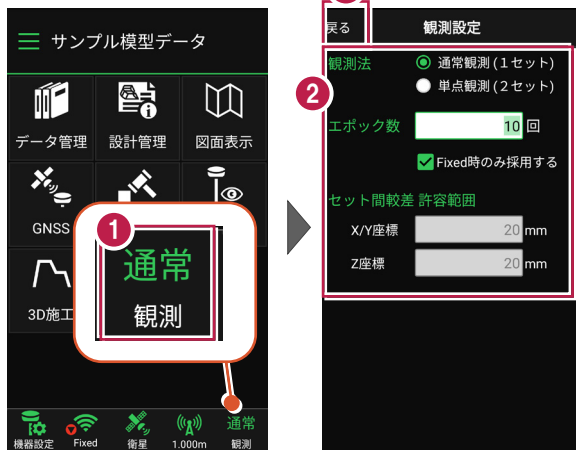 サンプル模型データ
データ管理
設計管理
図面表示
GNSS
3D施工
1
通常
観測
機器設定
Fixed
衛星
1.000m
通常
観測
戻る
観測設定
2
観測法
通常観測(1セット)
単点観測(2セット)
エポック数
10 回
Fixed時のみ採用する
セット間較差 許容範囲
X/Y座標
20 mm
Z座標
20 mm